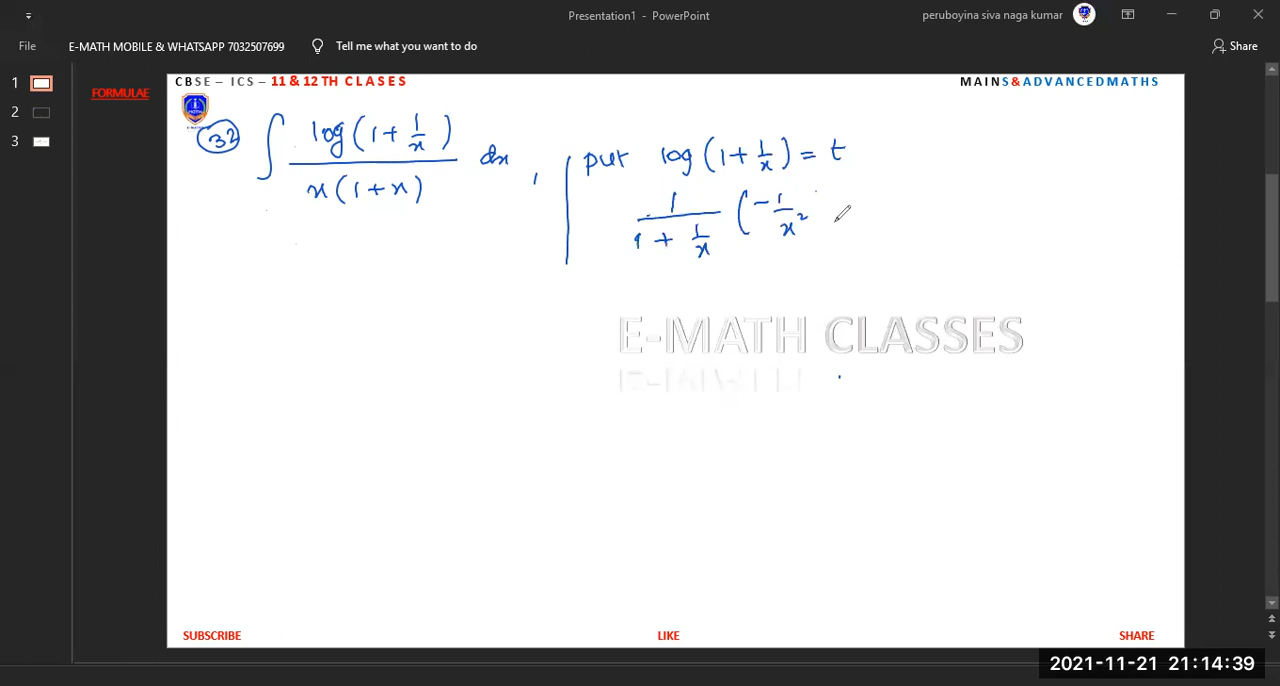 Presentation1 - PowerPoint
peruboyina siva naga kumar
File
E-MATH MOBILE & WHATSAPP 7032507699
Tell me what you want to do
Share
1
2
3
FORMULAE
CBSE – ICS – 11 & 12 TH CLASES
MAINS&ADVANCEDMATHS
32 ∫ log(1 + 1/x) / x(1 + x) dx ,
put log(1 + 1/x) = t
1 / (1 + 1/x) (-1/x²
E-MATH CLASSES
SUBSCRIBE
LIKE
SHARE
2021-11-21 21:14:39